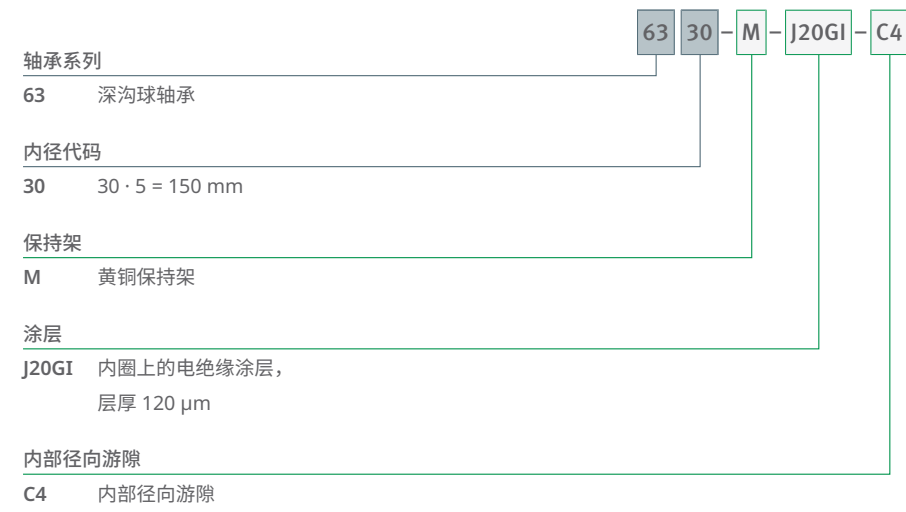 63 30 – M – J20GI – C4
轴承系列
63 深沟球轴承
内径代码
30 30 · 5 = 150 mm
保持架
M 黄铜保持架
涂层
J20GI 内圈上的电绝缘涂层，
层厚 120 µm
内部径向游隙
C4 内部径向游隙